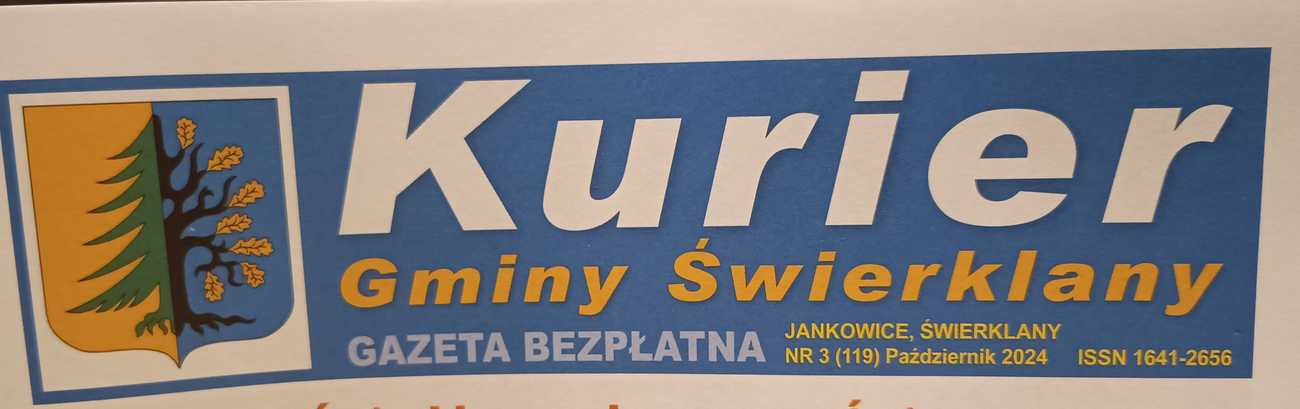 Kurier
Gminy Świerklany
GAZETA BEZPŁATNA
JANKOWICE, ŚWIERKLANY
NR 3 (119) Październik 2024 ISSN 1641-2656